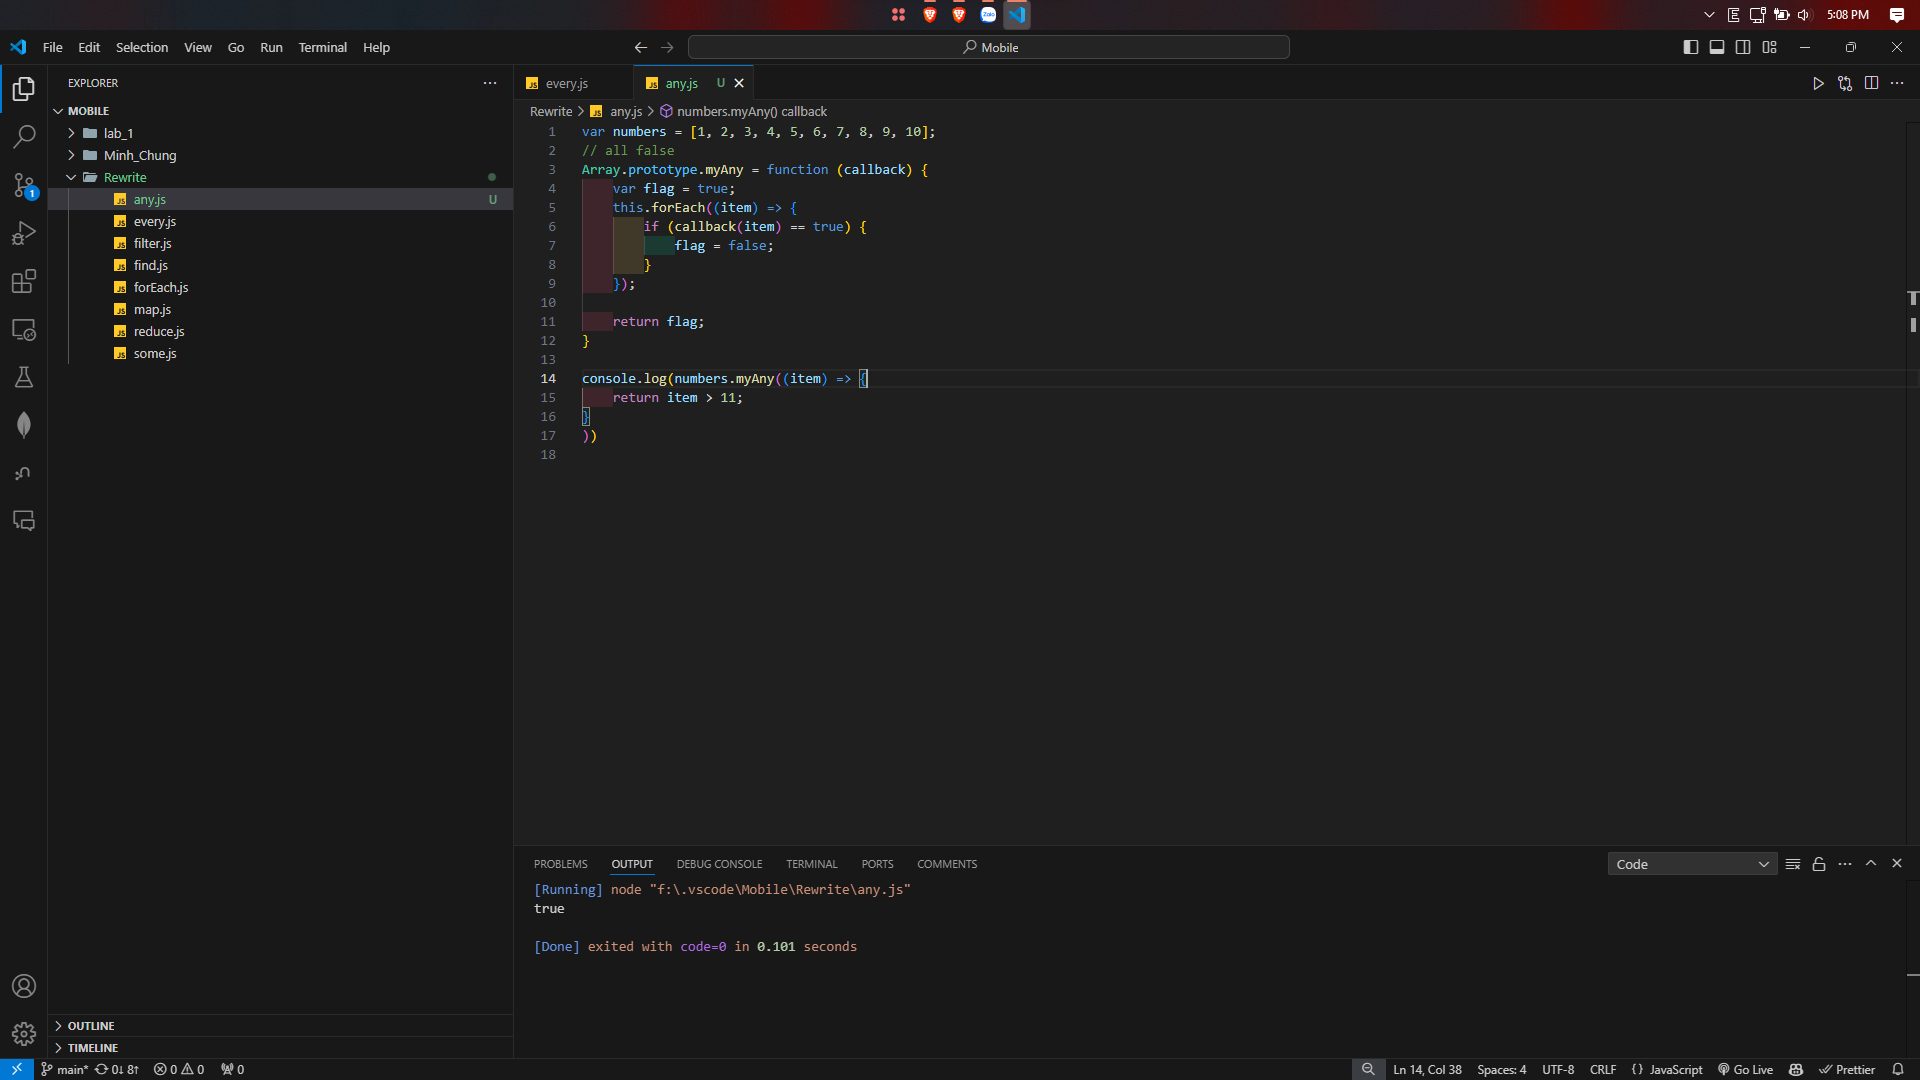 5:08 PM
File Edit Selection View Go Run Terminal Help
Mobile
EXPLORER
MOBILE
lab_1
Minh_Chung
Rewrite
any.js U
every.js
filter.js
find.js
forEach.js
map.js
reduce.js
some.js
OUTLINE
TIMELINE
1
every.js any.js U
Rewrite > any.js > numbers.myAny() callback
1 var numbers = [1, 2, 3, 4, 5, 6, 7, 8, 9, 10];
2 // all false
3 Array.prototype.myAny = function (callback) {
4 var flag = true;
5 this.forEach((item) => {
6 if (callback(item) == true) {
7 flag = false;
8 }
9 });
10
11 return flag;
12 }
13
14 console.log(numbers.myAny((item) => {
15 return item > 11;
16 }
17 ))
18
PROBLEMS OUTPUT DEBUG CONSOLE TERMINAL PORTS COMMENTS
Code
[Running] node "f:\.vscode\Mobile\Rewrite\any.js"
true
[Done] exited with code=0 in 0.101 seconds
main* 0↓ 8↑ 0 0 0
Ln 14, Col 38 Spaces: 4 UTF-8 CRLF {} JavaScript Go Live Prettier